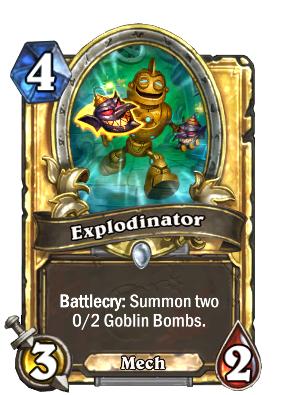 4
Explodinator
Battlecry: Summon two
0/2 Goblin Bombs.
3
Mech
2